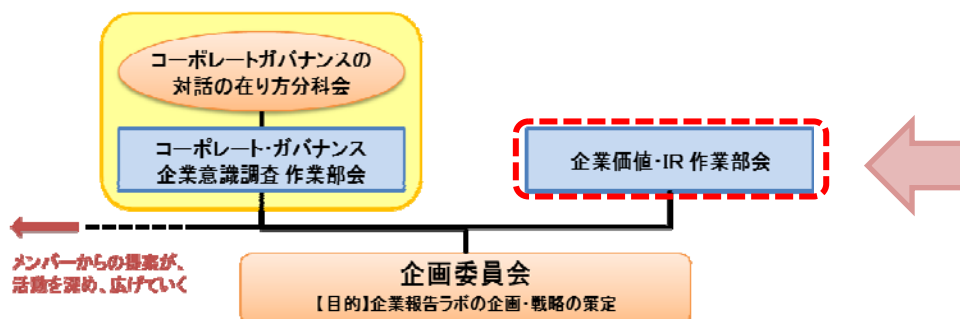 コーポレートガバナンスの
対話の在り方分科会
コーポレート・ガバナンス
企業意識調査 作業部会
企業価値・IR 作業部会
メンバーからの提案が、
活動を深め、広げていく
企画委員会
【目的】企業報告ラボの企画・戦略の策定